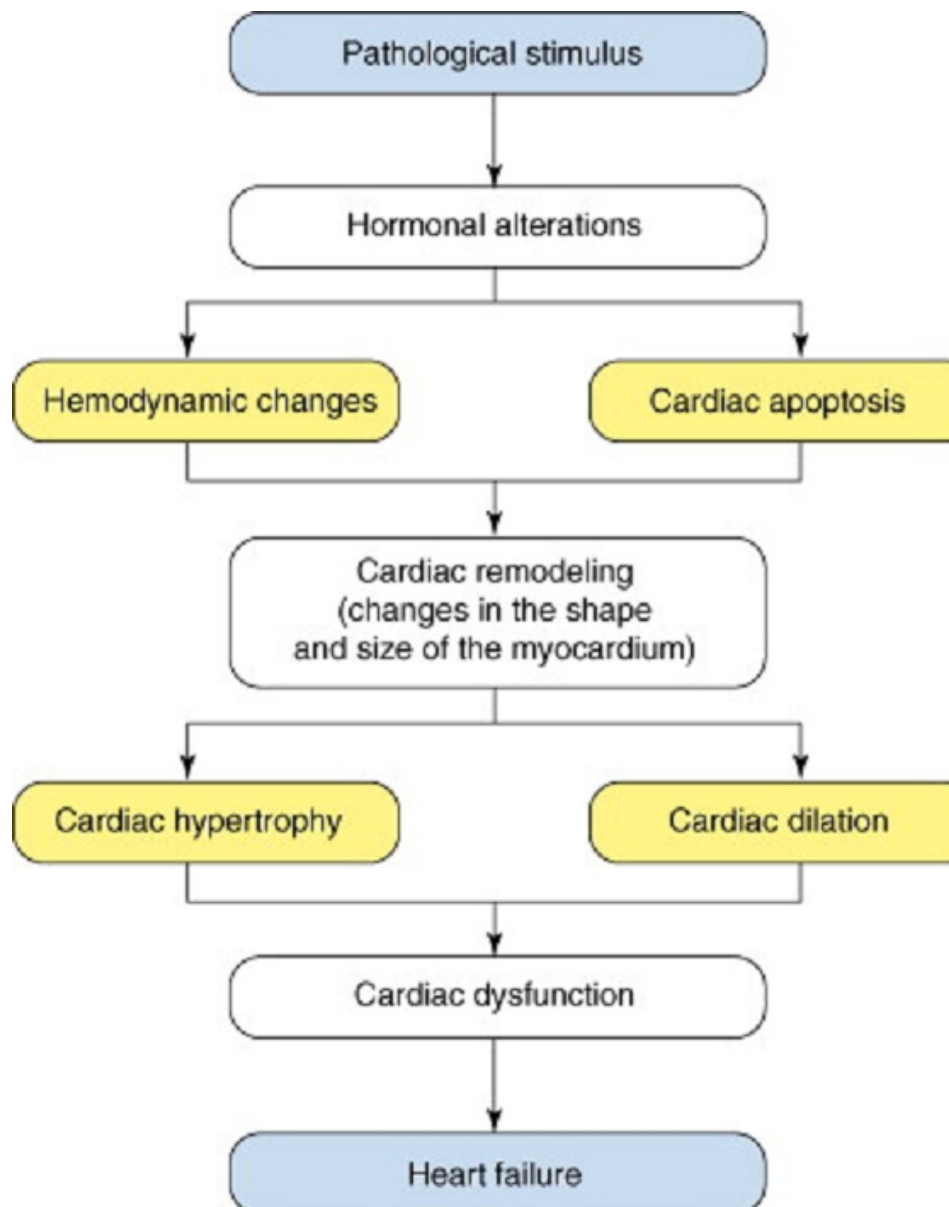 Pathological stimulus
Hormonal alterations
Hemodynamic changes
Cardiac apoptosis
Cardiac remodeling
(changes in the shape
and size of the myocardium)
Cardiac hypertrophy
Cardiac dilation
Cardiac dysfunction
Heart failure